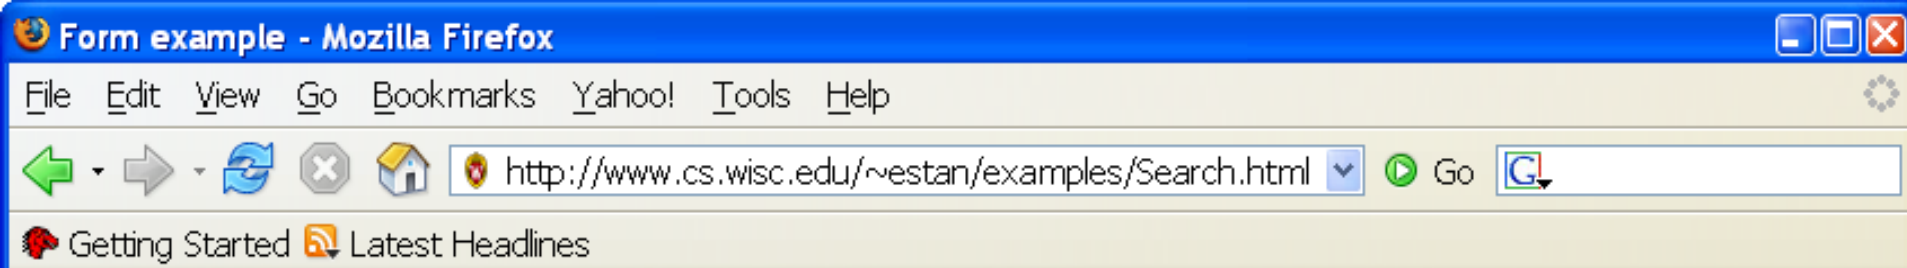 Form example - Mozilla Firefox
File Edit View Go Bookmarks Yahoo! Tools Help
http://www.cs.wisc.edu/~estan/examples/Search.html Go G
Getting Started Latest Headlines